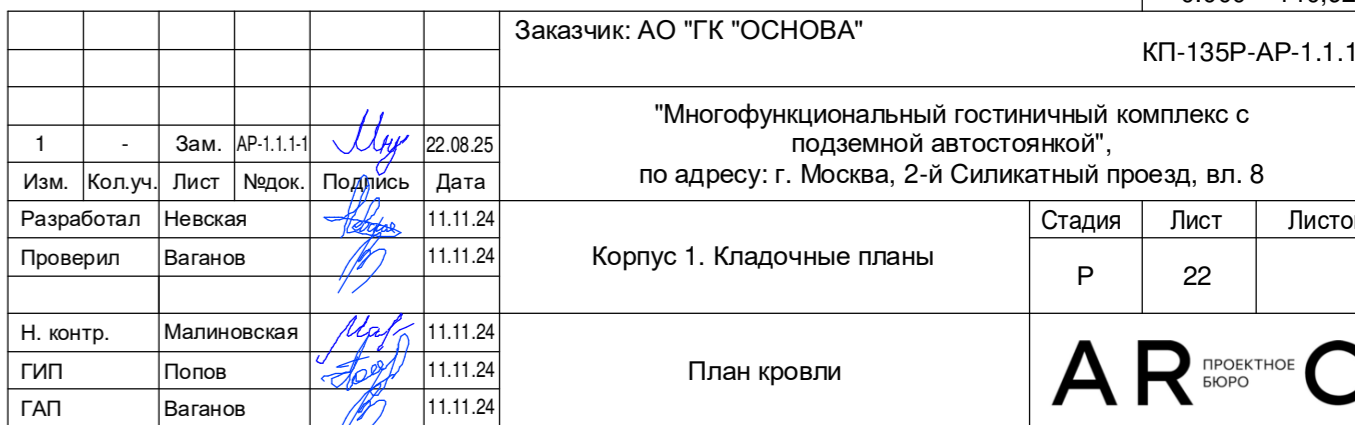 Заказчик: АО "ГК "ОСНОВА"
КП-135Р-АР-1.1.1
"Многофункциональный гостиничный комплекс с
подземной автостоянкой",
по адресу: г. Москва, 2-й Силикатный проезд, вл. 8
1 - Зам. АР-1.1.1-1 22.08.25
Изм. Кол.уч. Лист №док. Подпись Дата
Разработал Невская 11.11.24
Проверил Ваганов 11.11.24
Корпус 1. Кладочные планы
Стадия Лист
Р 22
Н. контр. Малиновская 11.11.24
ГИП Попов 11.11.24
ГАП Ваганов 11.11.24
План кровли
AR ПРОЕКТНОЕ
БЮРО